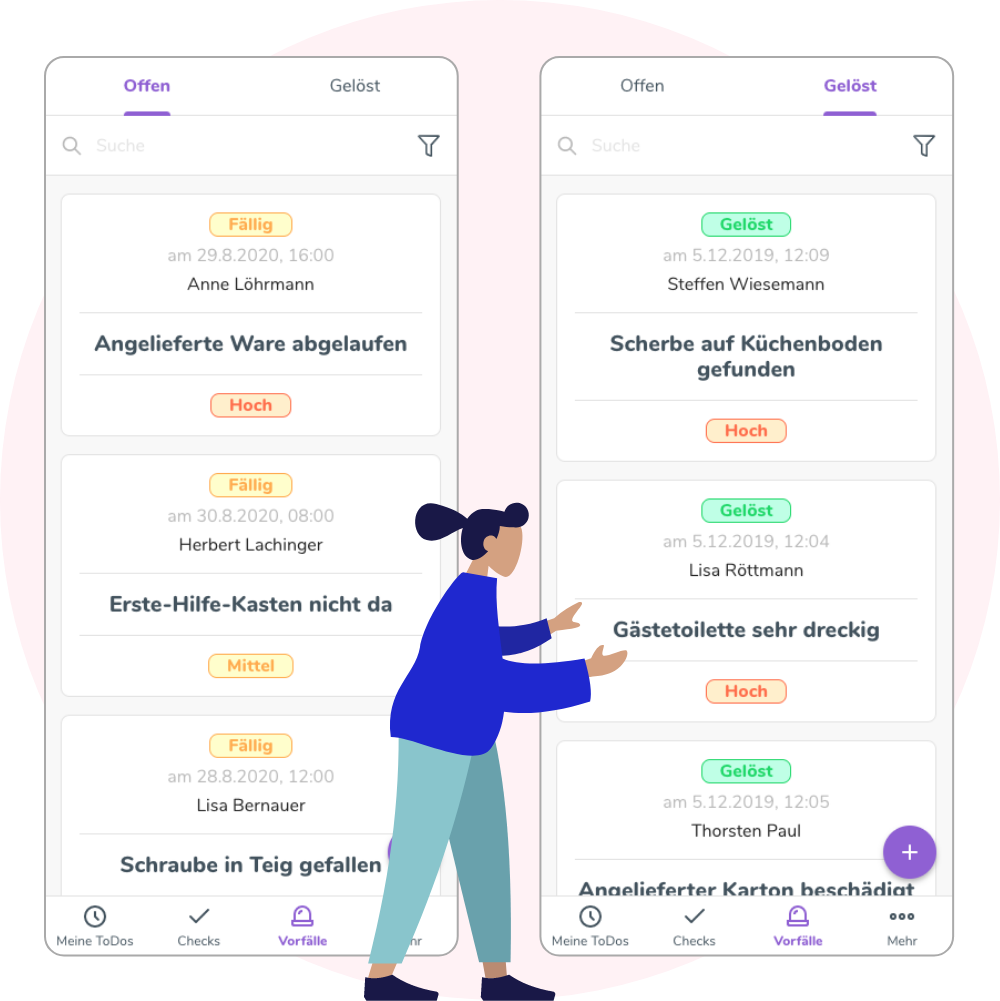 Offen
Gelöst
Suche
Fällig
am 29.8.2020, 16:00
Anne Löhrmann
Angelieferte Ware abgelaufen
Hoch
Fällig
am 30.8.2020, 08:00
Herbert Lachinger
Erste-Hilfe-Kasten nicht da
Mittel
Fällig
am 28.8.2020, 12:00
Lisa Bernauer
Schraube in Teig gefallen
Meine ToDos
Checks
Vorfälle
Offen
Gelöst
Suche
Gelöst
am 5.12.2019, 12:09
Steffen Wiesemann
Scherbe auf Küchenboden
gefunden
Hoch
Gelöst
am 5.12.2019, 12:04
Lisa Röttmann
Gästetoilette sehr dreckig
Hoch
Gelöst
am 5.12.2019, 12:05
Thorsten Paul
Angelieferter Karton beschädigt
Meine ToDos
Checks
Vorfälle
Mehr